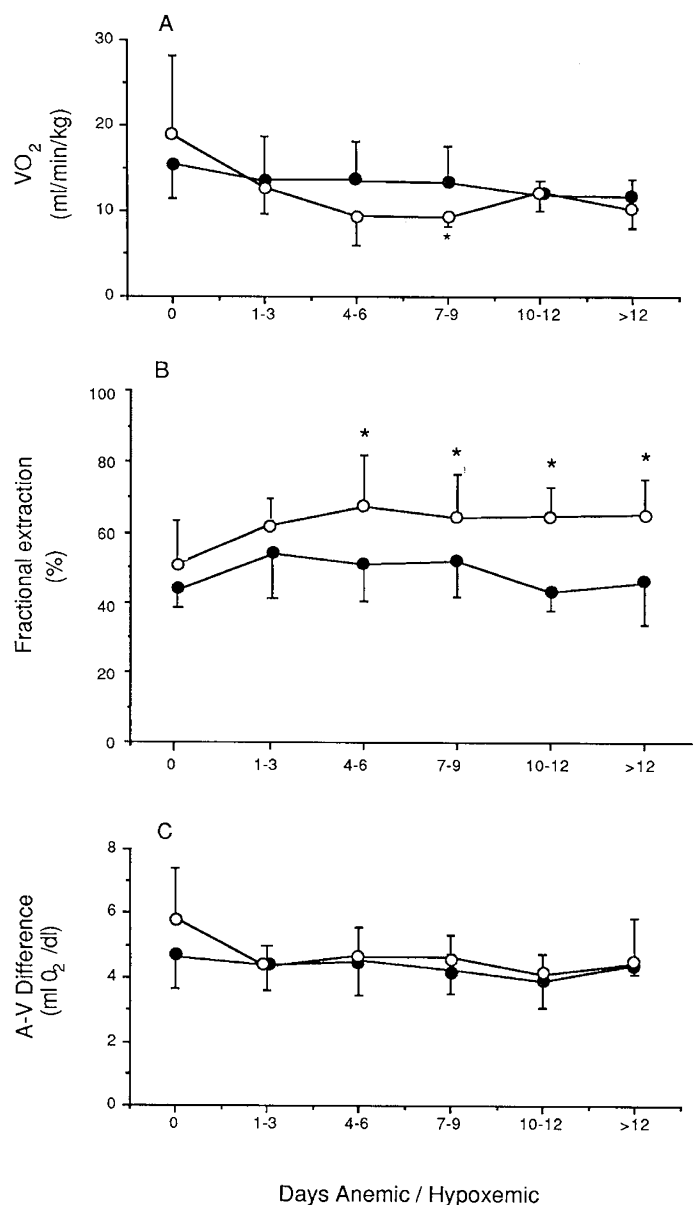 A
30
20
10
0
VO2
(ml/min/kg)
*
0 1-3 4-6 7-9 10-12 >12
B
100
80
60
40
20
0
Fractional extraction
(%)
* * * *
0 1-3 4-6 7-9 10-12 >12
C
8
6
4
2
0
A-V Difference
(ml O2 /dl)
0 1-3 4-6 7-9 10-12 >12
Days Anemic / Hypoxemic